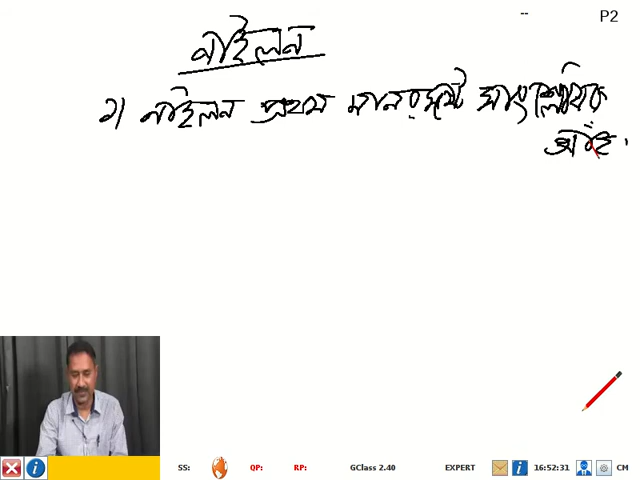 P2
নাইলন
১। নাইলন প্রথম মানবসৃষ্ট সাংশ্লেষিক
আঁহ
SS: QP: RP: GClass 2.40 EXPERT 16:52:31 CM